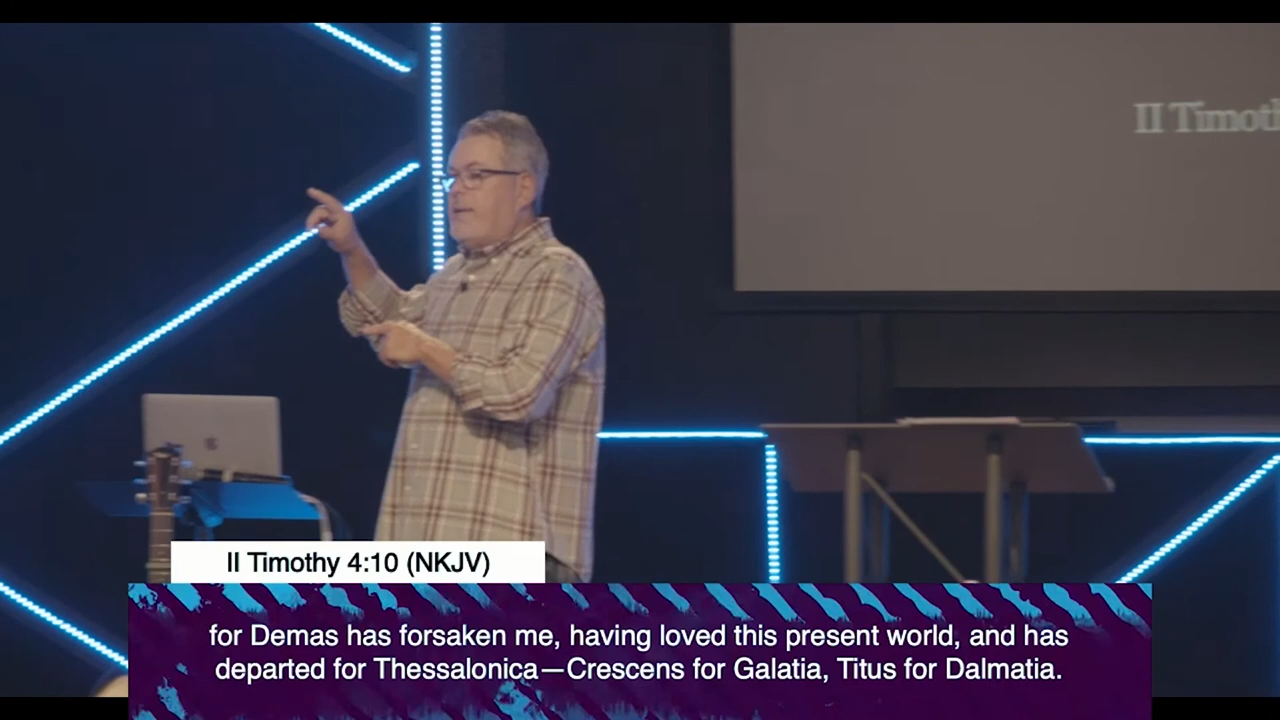 II Timoth
II Timothy 4:10 (NKJV)
for Demas has forsaken me, having loved this present world, and has
departed for Thessalonica—Crescens for Galatia, Titus for Dalmatia.